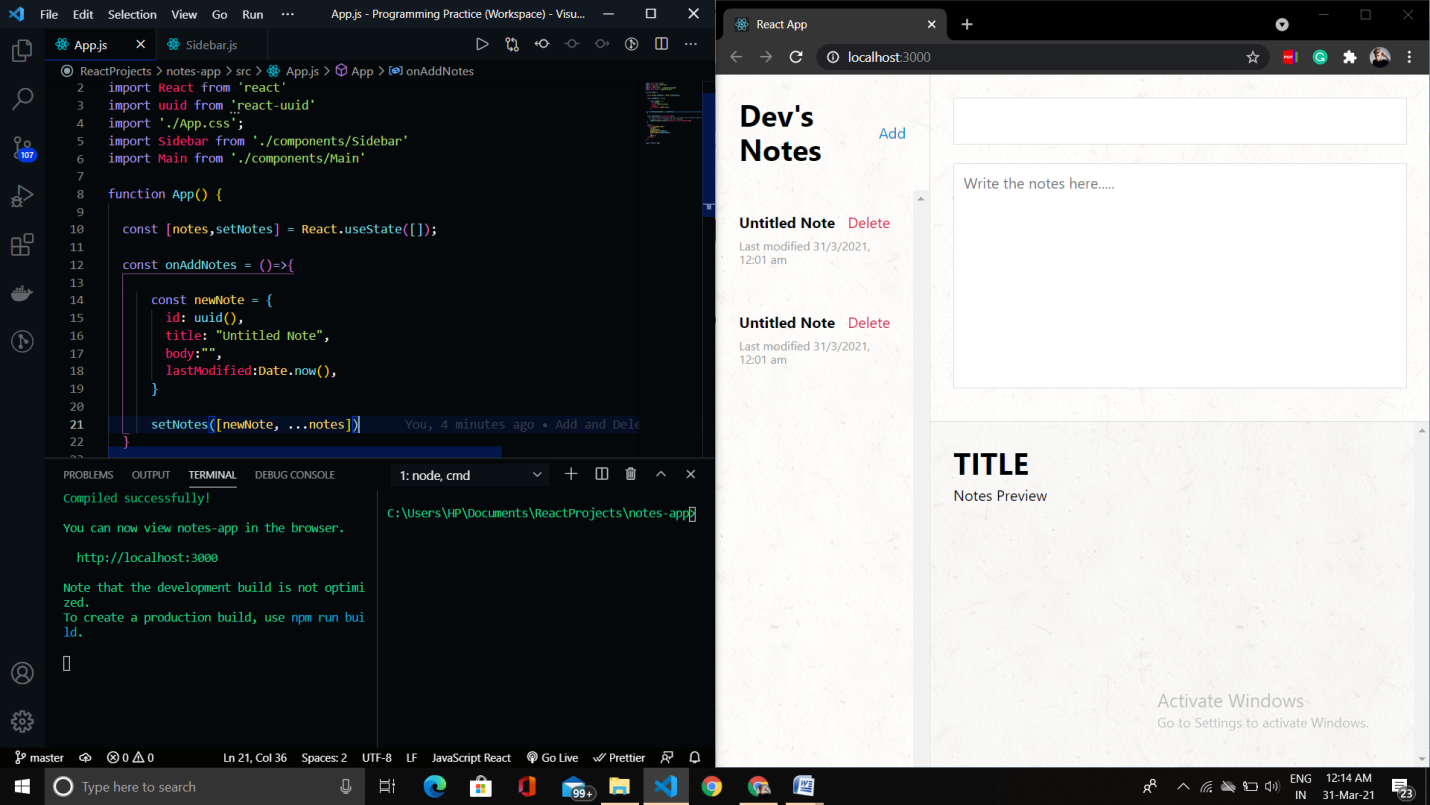 File Edit Selection View Go Run ··· App.js - Programming Practice (Workspace) - Visu...
App.js Sidebar.js
ReactProjects > notes-app > src > App.js > App > onAddNotes
2 import React from 'react'
3 import uuid from 'react-uuid'
4 import './App.css';
5 import Sidebar from './components/Sidebar'
6 import Main from './components/Main'
7
8 function App() {
9
10 const [notes,setNotes] = React.useState([]);
11
12 const onAddNotes = ()=>{
13
14 const newNote = {
15 id: uuid(),
16 title: "Untitled Note",
17 body:"",
18 lastModified:Date.now(),
19 }
20
21 setNotes([newNote, ...notes]) You, 4 minutes ago • Add and Dele
22 }
107
PROBLEMS OUTPUT TERMINAL DEBUG CONSOLE 1: node, cmd
Compiled successfully!
You can now view notes-app in the browser.
http://localhost:3000
Note that the development build is not optimi
zed.
To create a production build, use npm run bui
ld.
C:\Users\HP\Documents\ReactProjects\notes-app>
master 0 0 Ln 21, Col 36 Spaces: 2 UTF-8 LF JavaScript React Go Live Prettier
React App
localhost:3000
Dev's
Notes
Add
Untitled Note Delete
Last modified 31/3/2021,
12:01 am
Untitled Note Delete
Last modified 31/3/2021,
12:01 am
Write the notes here.....
TITLE
Notes Preview
Activate Windows
Go to Settings to activate Windows.
Type here to search
99+
ENG
IN
12:14 AM
31-Mar-21
23